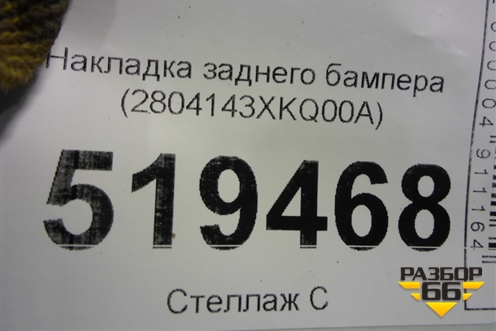 Накладка заднего бампера
(2804143XKQ00A)
519468
Стеллаж С
РАЗБОР
66